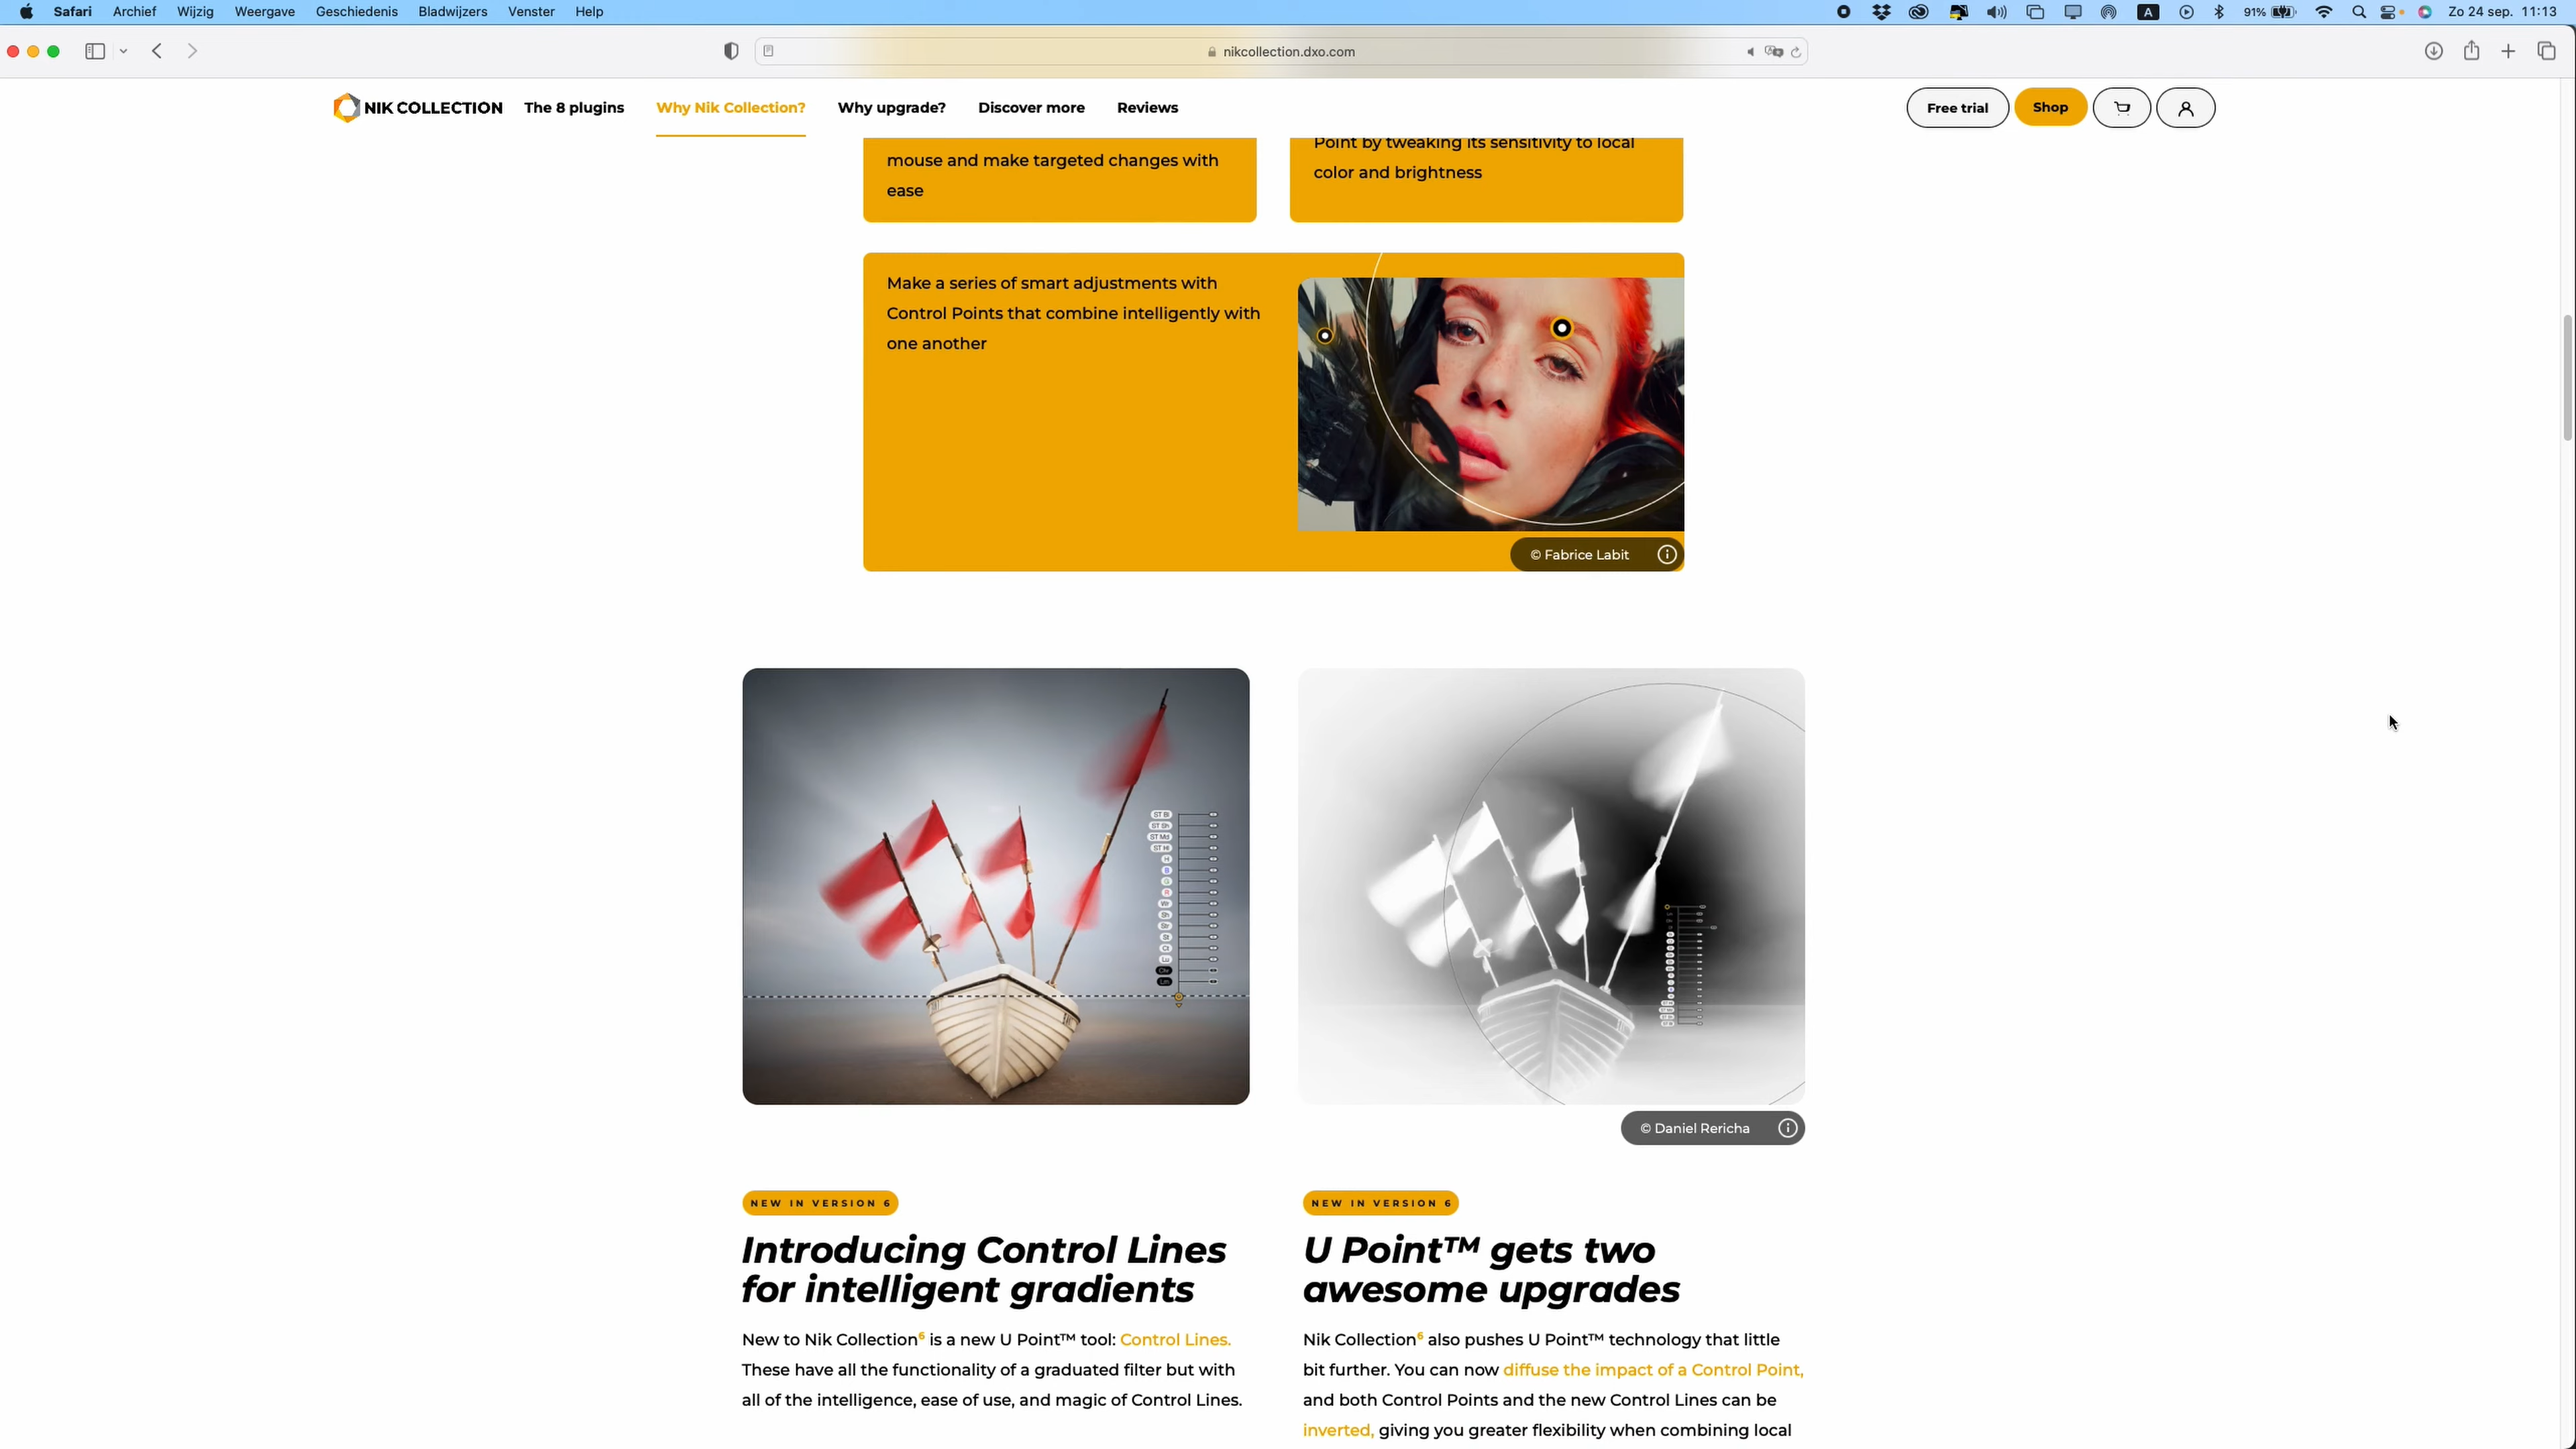 Safari Archief Wijzig Weergave Geschiedenis Bladwijzers Venster Help A 91% Zo 24 sep. 11:13
nikcollection.dxo.com
NIK COLLECTION The 8 plugins Why Nik Collection? Why upgrade? Discover more Reviews Free trial Shop
mouse and make targeted changes with
ease
Point by tweaking its sensitivity to local
color and brightness
Make a series of smart adjustments with
Control Points that combine intelligently with
one another
© Fabrice Labit
ST Bl
ST Sh
ST Md
ST Hl
H
B
G
R
© Daniel Rericha
NEW IN VERSION 6
Introducing Control Lines
for intelligent gradients
New to Nik Collection⁶ is a new U Point™ tool: Control Lines.
These have all the functionality of a graduated filter but with
all of the intelligence, ease of use, and magic of Control Lines.
NEW IN VERSION 6
U Point™ gets two
awesome upgrades
Nik Collection⁶ also pushes U Point™ technology that little
bit further. You can now diffuse the impact of a Control Point,
and both Control Points and the new Control Lines can be
inverted, giving you greater flexibility when combining local